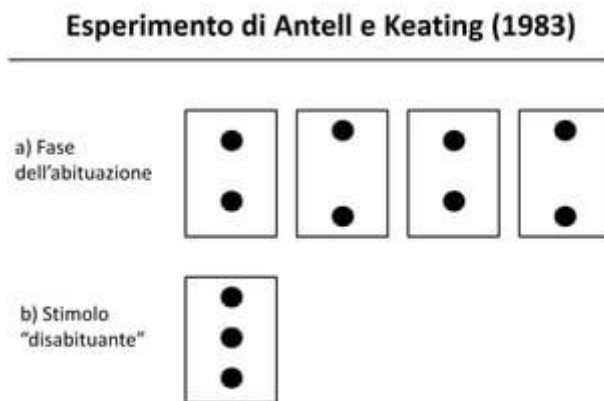 Esperimento di Antell e Keating (1983)
a) Fase
dell'abituazione
b) Stimolo
"disabituante"